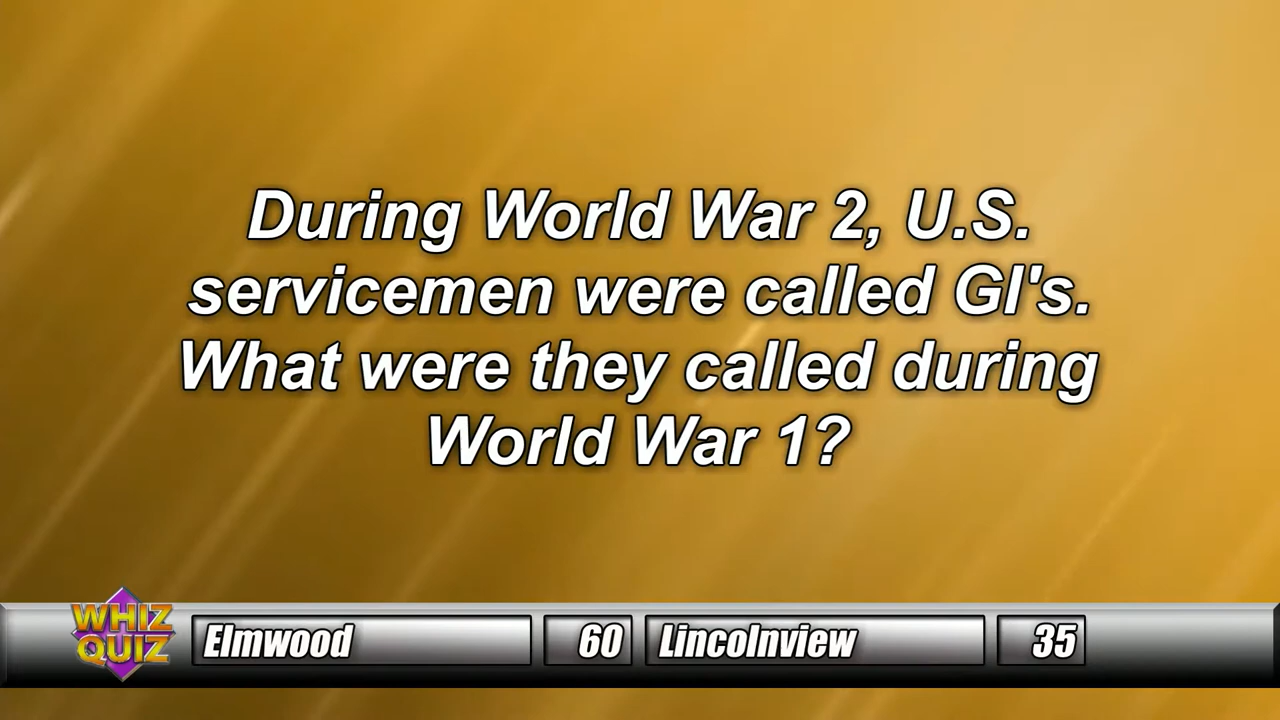 During World War 2, U.S.
servicemen were called GI's.
What were they called during
World War 1?
WHIZ
QUIZ
Elmwood 60 Lincolnview 35